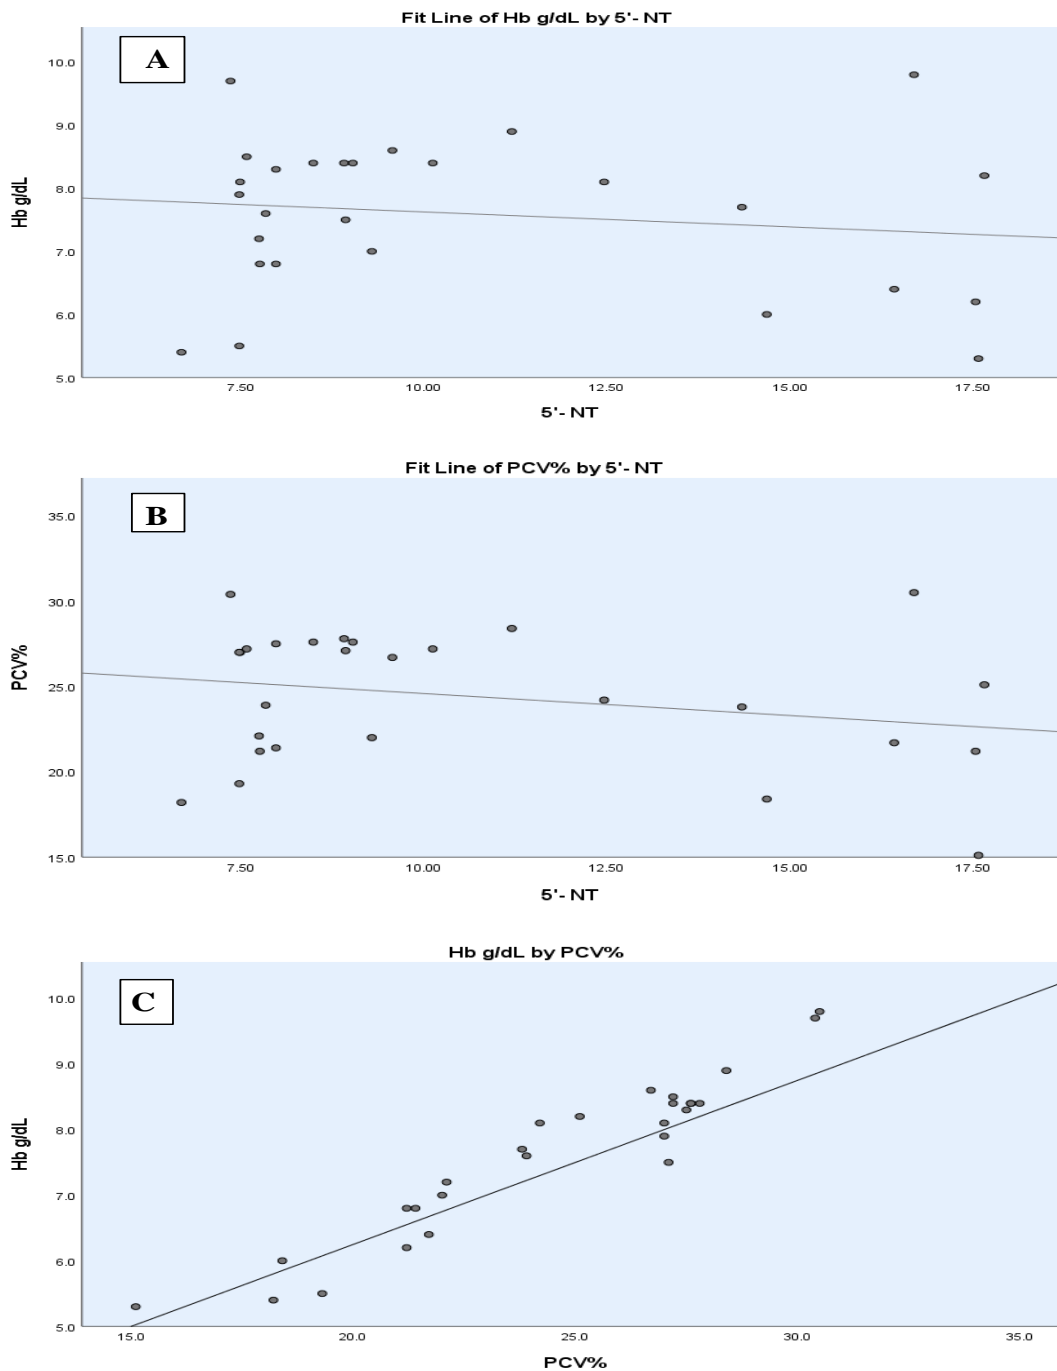 Fit Line of Hb g/dL by 5'- NT
A
10.0
9.0
8.0
7.0
6.0
5.0
Hb g/dL
7.50 10.00 12.50 15.00 17.50
5'- NT
Fit Line of PCV% by 5'- NT
B
35.0
30.0
25.0
20.0
15.0
PCV%
7.50 10.00 12.50 15.00 17.50
5'- NT
Hb g/dL by PCV%
C
10.0
9.0
8.0
7.0
6.0
5.0
Hb g/dL
15.0 20.0 25.0 30.0 35.0
PCV%